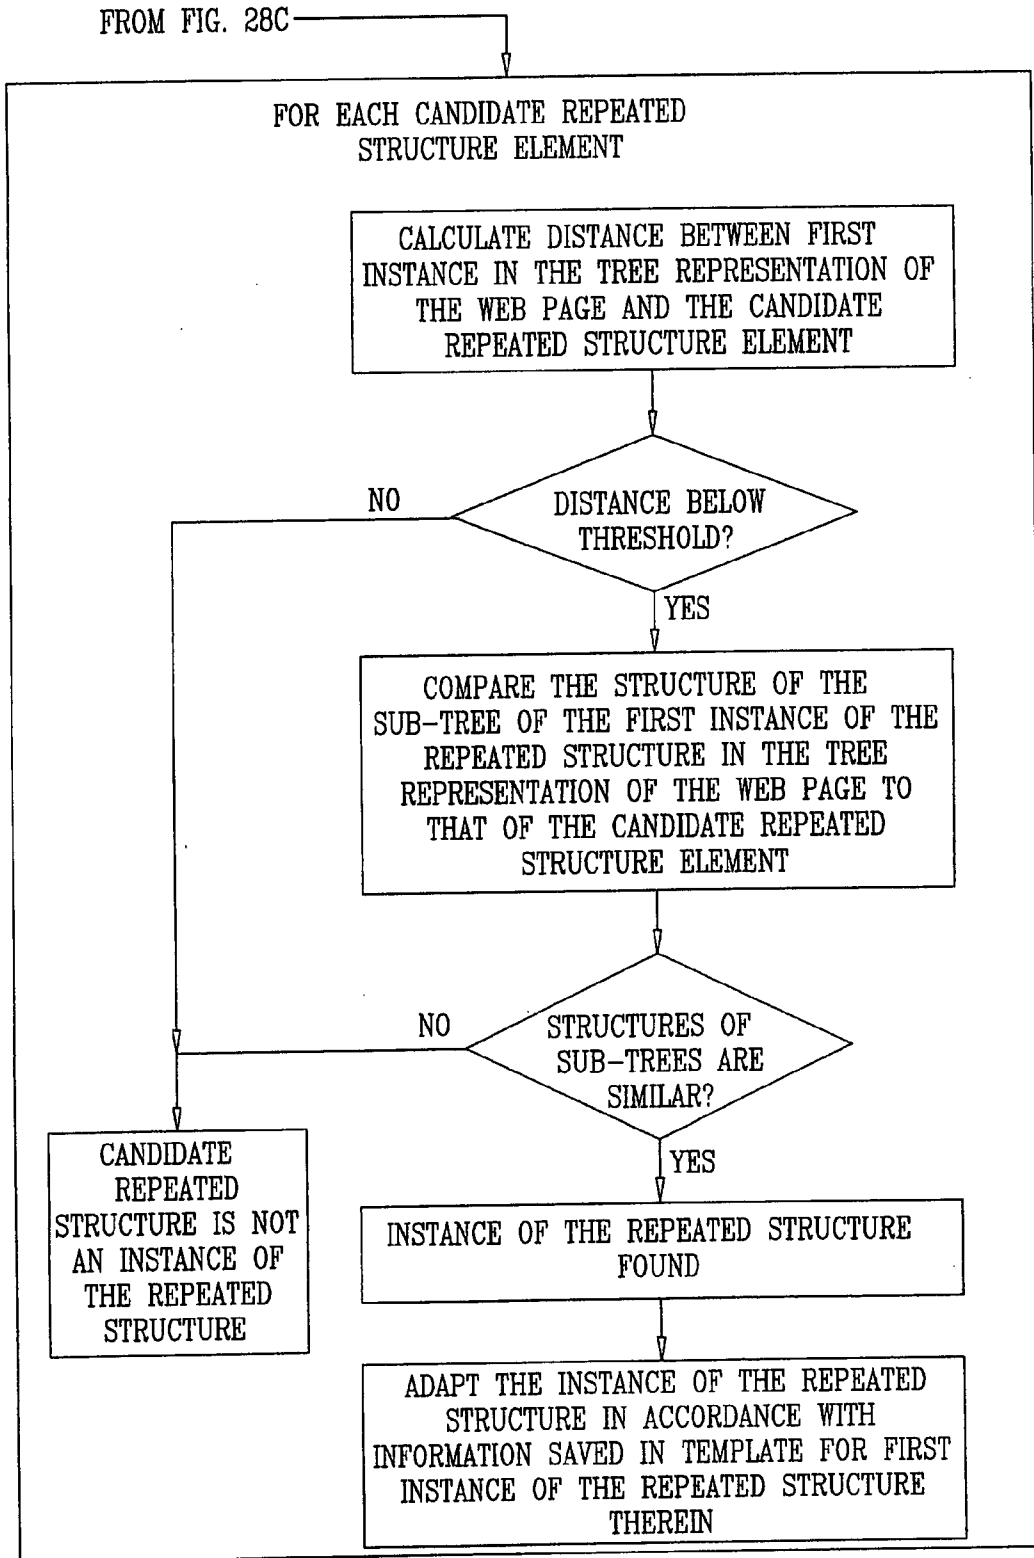 FROM FIG. 28C
FOR EACH CANDIDATE REPEATED
STRUCTURE ELEMENT
CALCULATE DISTANCE BETWEEN FIRST
INSTANCE IN THE TREE REPRESENTATION OF
THE WEB PAGE AND THE CANDIDATE
REPEATED STRUCTURE ELEMENT
NO
DISTANCE BELOW
THRESHOLD?
YES
COMPARE THE STRUCTURE OF THE
SUB-TREE OF THE FIRST INSTANCE OF THE
REPEATED STRUCTURE IN THE TREE
REPRESENTATION OF THE WEB PAGE TO
THAT OF THE CANDIDATE REPEATED
STRUCTURE ELEMENT
NO
STRUCTURES OF
SUB-TREES ARE
SIMILAR?
YES
CANDIDATE
REPEATED
STRUCTURE IS NOT
AN INSTANCE OF
THE REPEATED
STRUCTURE
INSTANCE OF THE REPEATED STRUCTURE
FOUND
ADAPT THE INSTANCE OF THE REPEATED
STRUCTURE IN ACCORDANCE WITH
INFORMATION SAVED IN TEMPLATE FOR FIRST
INSTANCE OF THE REPEATED STRUCTURE
THEREIN